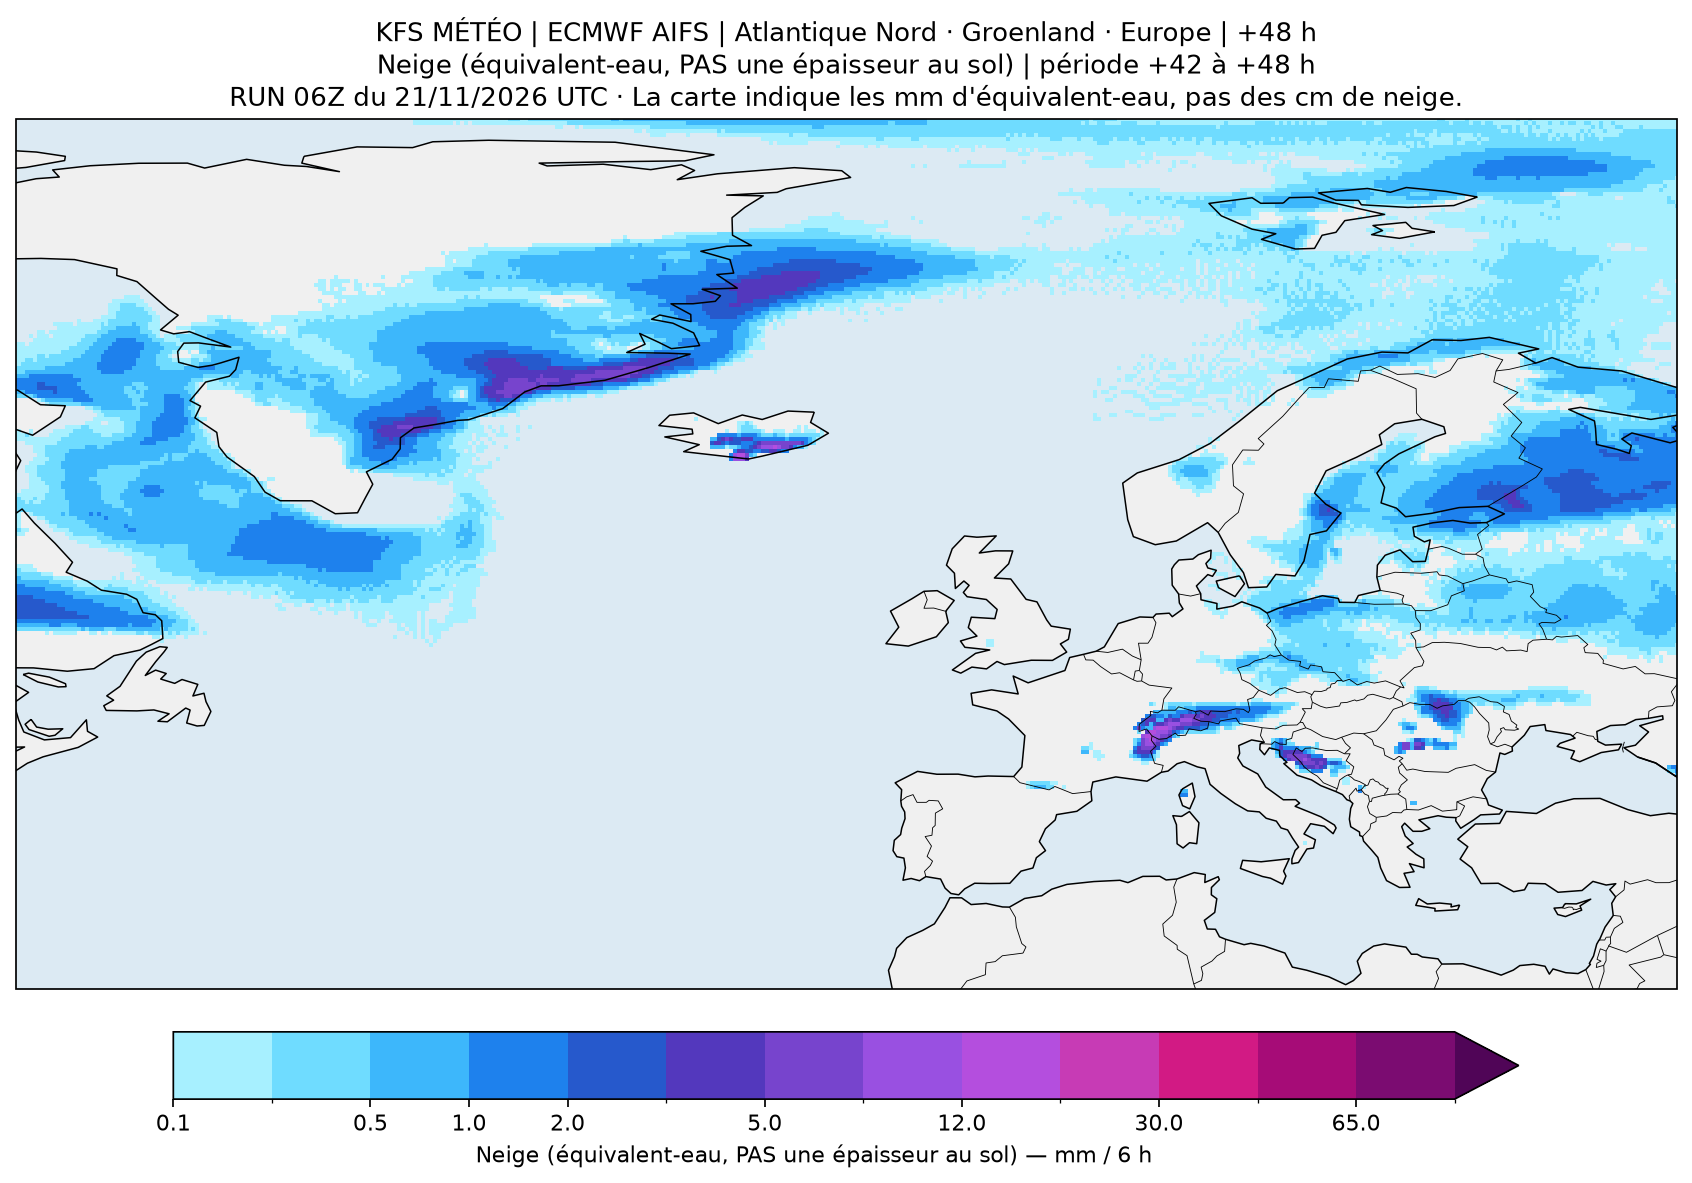 KFS MÉTÉO | ECMWF AIFS | Atlantique Nord · Groenland · Europe | +48 h
Neige (équivalent-eau, PAS une épaisseur au sol) | période +42 à +48 h
RUN 06Z du 21/11/2026 UTC · La carte indique les mm d'équivalent-eau, pas des cm de neige.
0.1 0.5 1.0 2.0 5.0 12.0 30.0 65.0
Neige (équivalent-eau, PAS une épaisseur au sol) — mm / 6 h